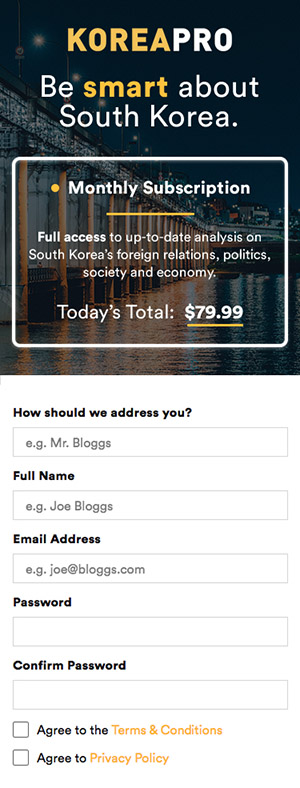 KOREAPRO
Be smart about
South Korea.
Monthly Subscription
Full access to up-to-date analysis on
South Korea's foreign relations, politics,
society and economy.
Today's Total: $79.99
How should we address you?
e.g. Mr. Bloggs
Full Name
e.g. Joe Bloggs
Email Address
e.g. joe@bloggs.com
Password
Confirm Password
Agree to the Terms & Conditions
Agree to Privacy Policy